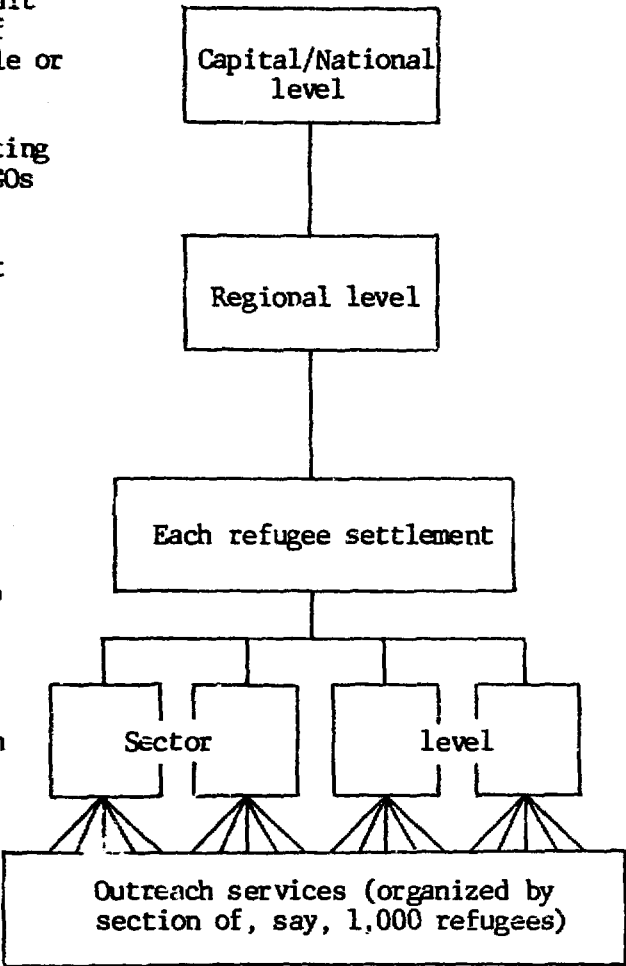 Capital/National
level
Regional level
Each refugee settlement
Sector level
Outreach services (organized by
section of, say, 1,000 refugees)